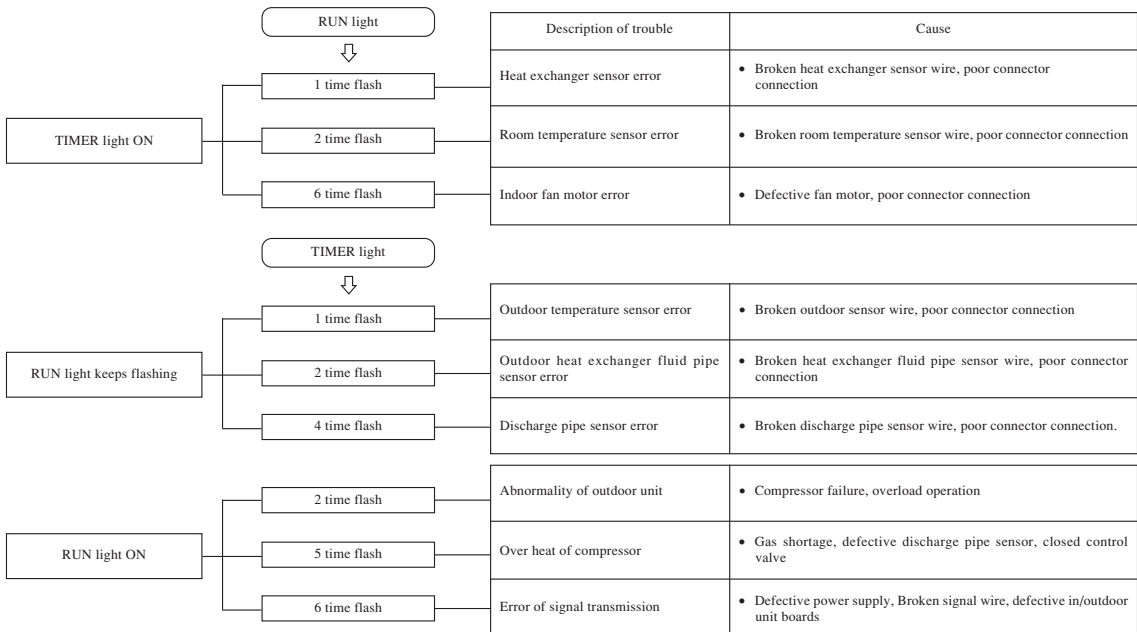 RUN light
Description of trouble
Cause
TIMER light ON
1 time flash
Heat exchanger sensor error
• Broken heat exchanger sensor wire, poor connector
connection
2 time flash
Room temperature sensor error
• Broken room temperature sensor wire, poor connector connection
6 time flash
Indoor fan motor error
• Defective fan motor, poor connector connection
TIMER light
RUN light keeps flashing
1 time flash
Outdoor temperature sensor error
• Broken outdoor sensor wire, poor connector connection
2 time flash
Outdoor heat exchanger fluid pipe
sensor error
• Broken heat exchanger fluid pipe sensor wire, poor connector
connection
4 time flash
Discharge pipe sensor error
• Broken discharge pipe sensor wire, poor connector connection.
RUN light ON
2 time flash
Abnormality of outdoor unit
• Compressor failure, overload operation
5 time flash
Over heat of compressor
• Gas shortage, defective discharge pipe sensor, closed control
valve
6 time flash
Error of signal transmission
• Defective power supply, Broken signal wire, defective in/outdoor
unit boards